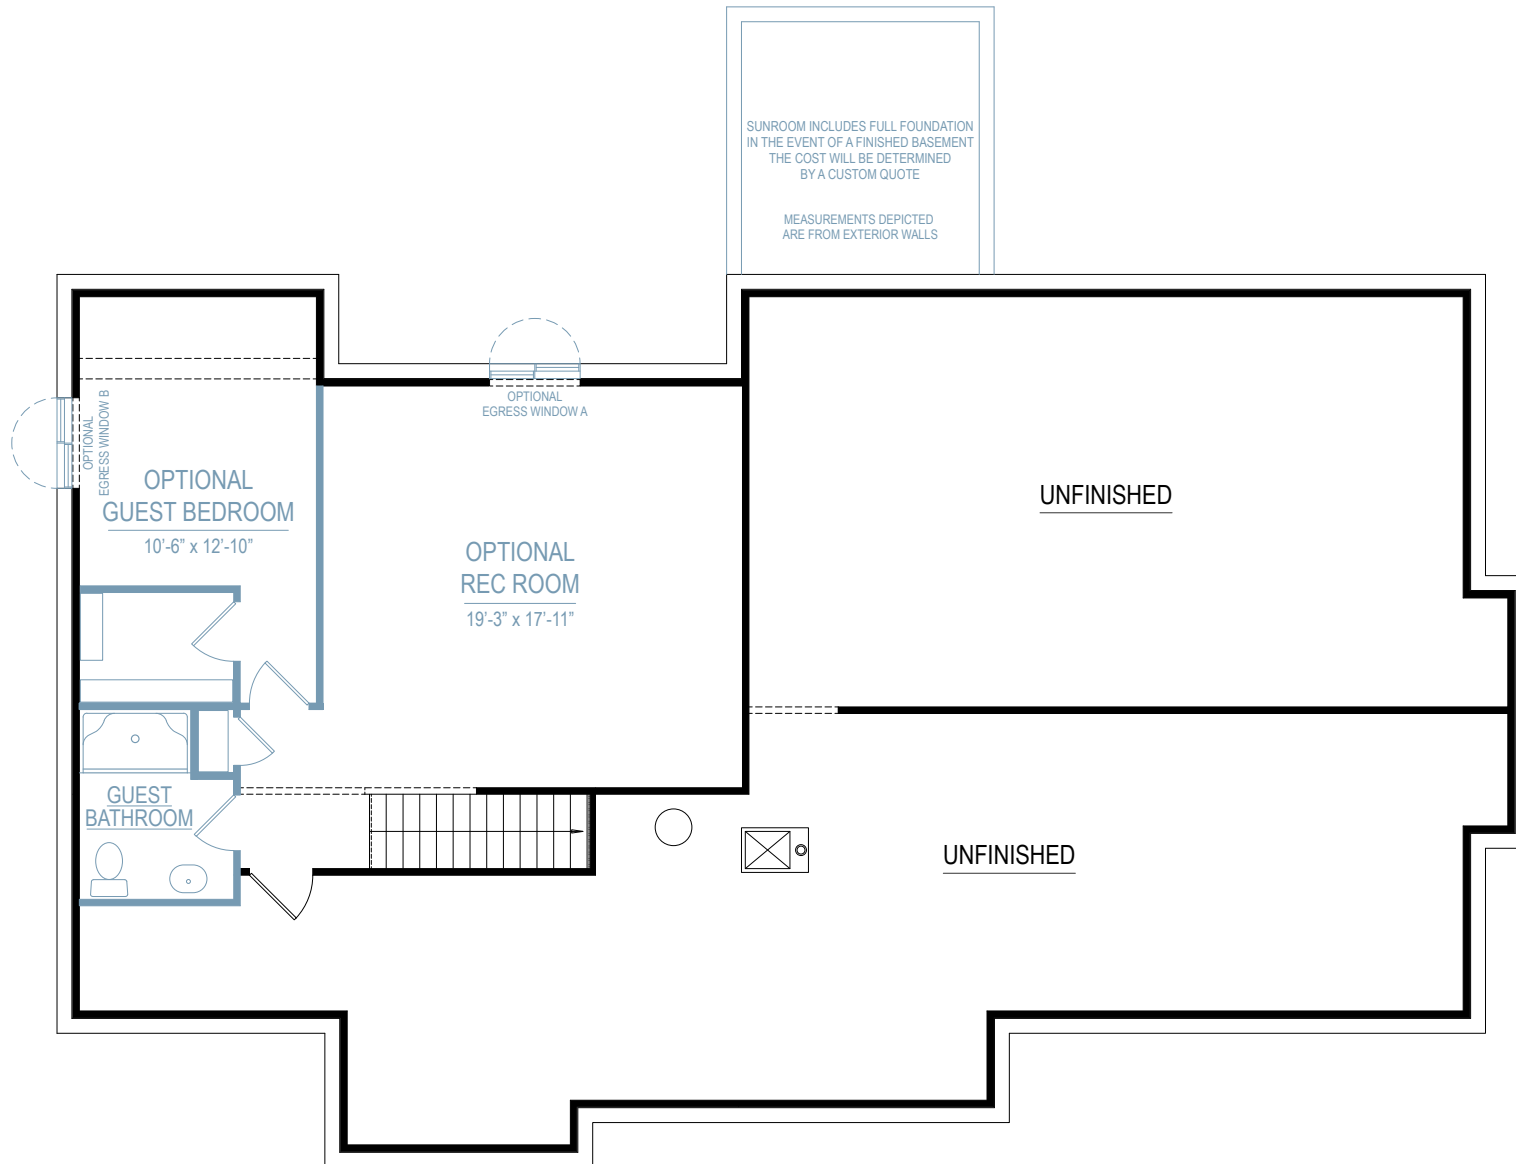 SUNROOM INCLUDES FULL FOUNDATION
IN THE EVENT OF A FINISHED BASEMENT
THE COST WILL BE DETERMINED
BY A CUSTOM QUOTE
MEASUREMENTS DEPICTED
ARE FROM EXTERIOR WALLS
OPTIONAL
EGRESS WINDOW A
OPTIONAL
EGRESS WINDOW B
OPTIONAL
GUEST BEDROOM
10'-6” x 12'-10”
OPTIONAL
REC ROOM
19'-3” x 17'-11”
UNFINISHED
GUEST
BATHROOM
UNFINISHED